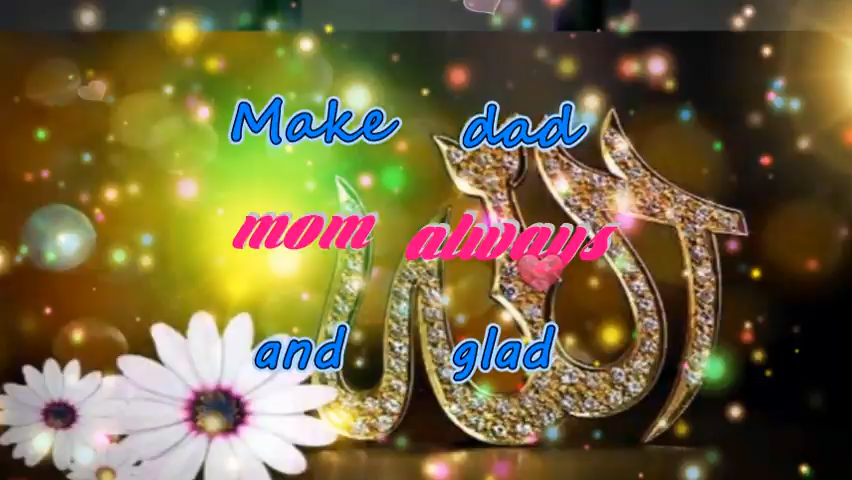 Make dad
mom always
and glad
الله